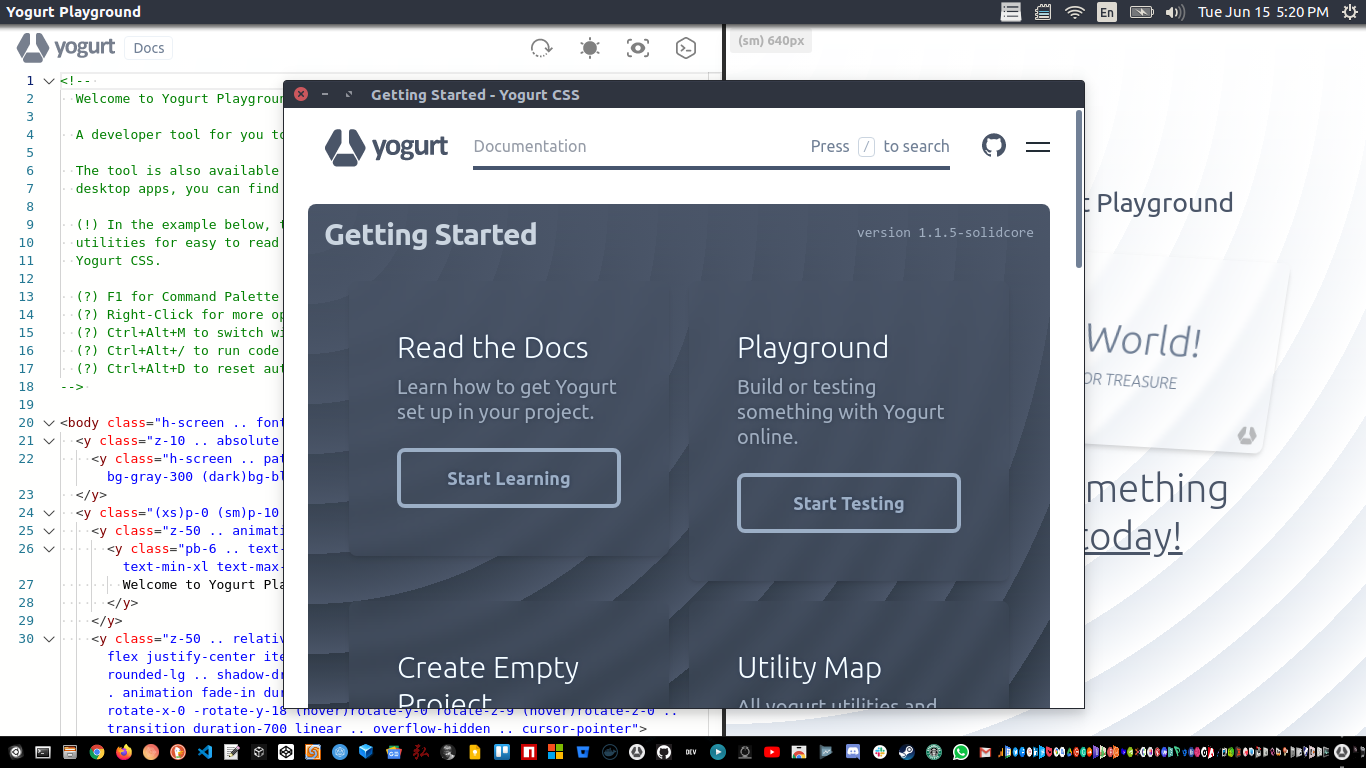 Yogurt Playground
En
Tue Jun 15 5:20 PM
yogurt
Docs
(sm) 640px
1 <!--
2 Welcome to Yogurt Playgroun
3
4 A developer tool for you to
5
6 The tool is also available
7 desktop apps, you can find
8
9 (!) In the example below, t
10 utilities for easy to read
11 Yogurt CSS.
12
13 (?) F1 for Command Palette
14 (?) Right-Click for more op
15 (?) Ctrl+Alt+M to switch wi
16 (?) Ctrl+Alt+/ to run code
17 (?) Ctrl+Alt+D to reset aut
18 -->
19
20 <body class="h-screen .. font
21 <y class="z-10 .. absolute
22 <y class="h-screen .. pat
bg-gray-300 (dark)bg-bl
23 </y>
24 <y class="(xs)p-0 (sm)p-10
25 <y class="z-50 .. animati
26 <y class="pb-6 .. text-
text-min-xl text-max-
27 Welcome to Yogurt Pla
28 </y>
29 </y>
30 <y class="z-50 .. relativ
flex justify-center ite
rounded-lg .. shadow-dr
. animation fade-in dur
rotate-x-0 -rotate-y-18 (hover)rotate-y-0 rotate-z-9 (hover)rotate-z-0 ..
transition duration-700 linear .. overflow-hidden .. cursor-pointer">
Getting Started - Yogurt CSS
yogurt
Documentation
Press / to search
Getting Started
version 1.1.5-solidcore
Read the Docs
Learn how to get Yogurt
set up in your project.
Start Learning
Playground
Build or testing
something with Yogurt
online.
Start Testing
Create Empty
Project
Utility Map
All yogurt utilities and
t Playground
World!
OR TREASURE
mething
today!
DEV